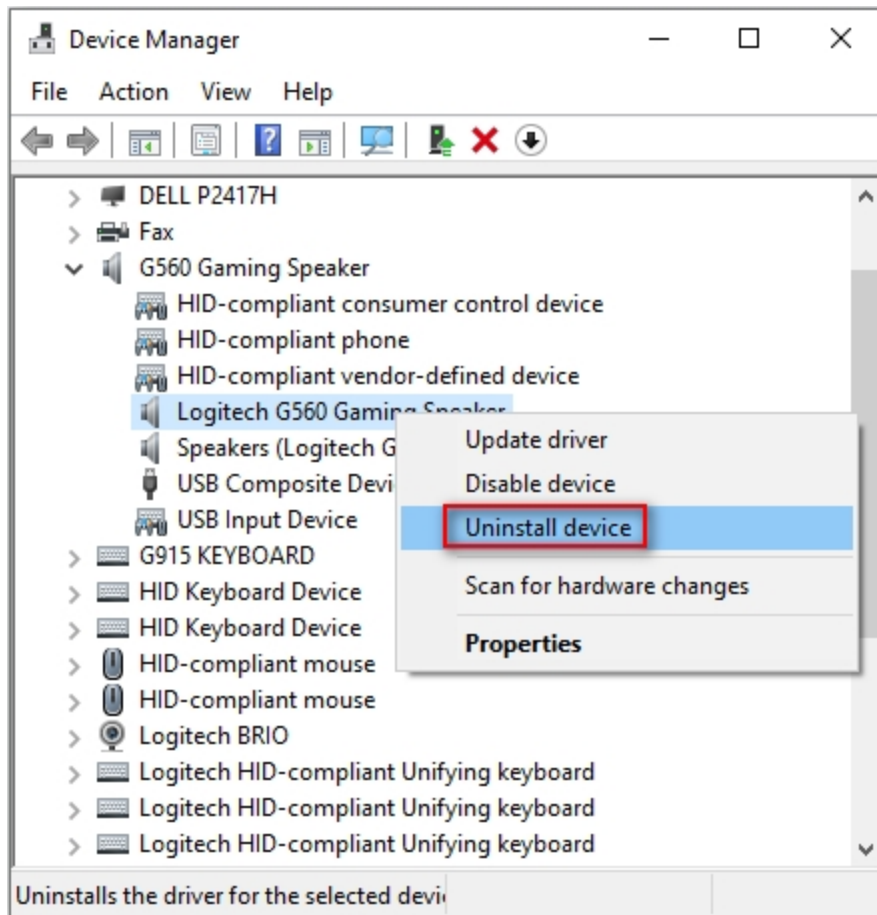 Device Manager
File Action View Help
DELL P2417H
Fax
G560 Gaming Speaker
HID-compliant consumer control device
HID-compliant phone
HID-compliant vendor-defined device
Logitech G560 Gaming Speaker
Update driver
Speakers (Logitech G
Disable device
USB Composite Devi
Uninstall device
USB Input Device
G915 KEYBOARD
Scan for hardware changes
HID Keyboard Device
HID Keyboard Device
Properties
HID-compliant mouse
HID-compliant mouse
Logitech BRIO
Logitech HID-compliant Unifying keyboard
Logitech HID-compliant Unifying keyboard
Logitech HID-compliant Unifying keyboard
Uninstalls the driver for the selected devi